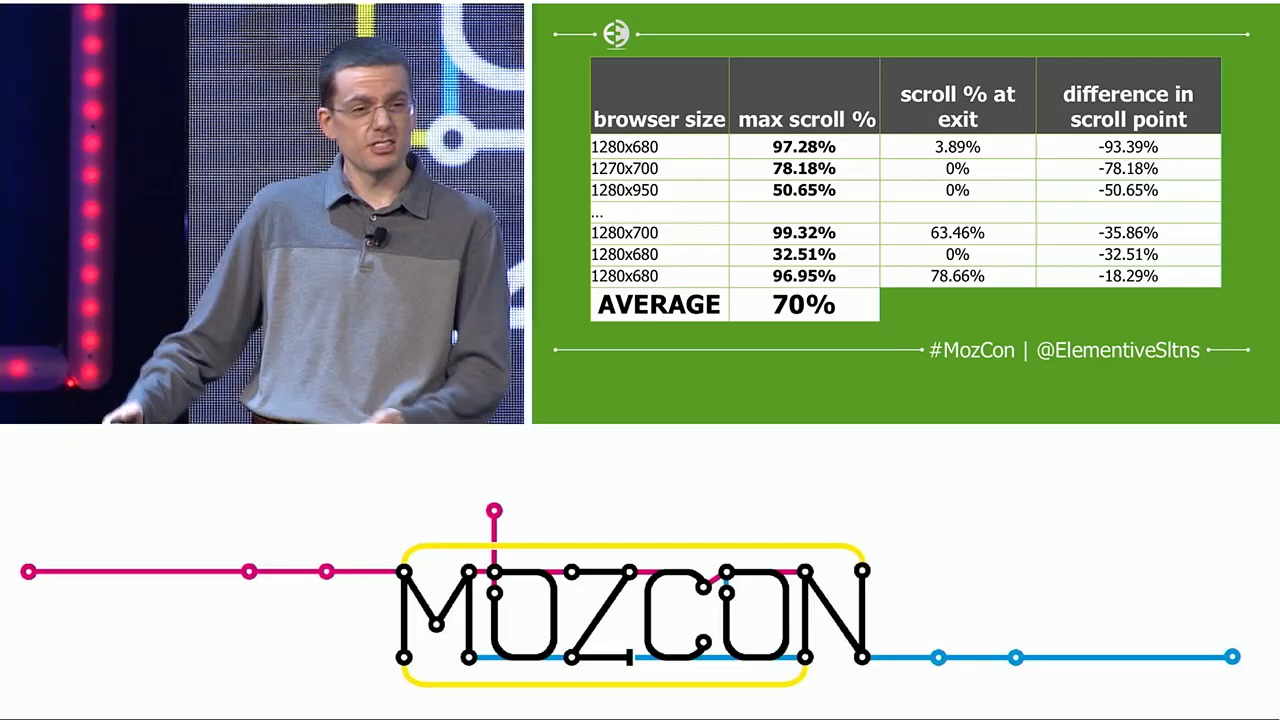 browser size max scroll % scroll % at exit difference in scroll point
1280x680 97.28% 3.89% -93.39%
1270x700 78.18% 0% -78.18%
1280x950 50.65% 0% -50.65%
...
1280x700 99.32% 63.46% -35.86%
1280x680 32.51% 0% -32.51%
1280x680 96.95% 78.66% -18.29%
AVERAGE 70%
#MozCon | @ElementiveSltns
MOZCON